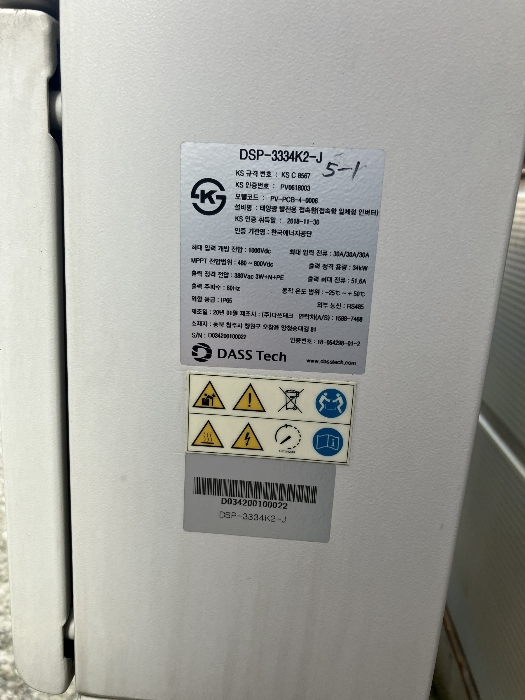 DSP-3334K2-J
5-1
KS 규격 번호 : KS C 8567
KS 인증번호 : PV0618003
모델코드 : PV-PCB-4-0006
설비명 : 태양광 발전용 접속함(접속함 일체형 인버터)
KS 인증 취득일 : 2018-11-30
인증 기관명 : 한국에너지공단
최대 입력 개방 전압 : 1000Vdc 최대 입력 전류 : 30A/30A/30A
MPPT 전압범위 : 480 ~ 800Vdc 출력 정격 용량 : 34kW
출력 정격 전압 : 380Vac 3W+N+PE 출력 최대 전류 : 51.6A
출력 주파수 : 60Hz 동작 온도 범위 : -25℃ ~ +50℃
외함 등급 : IP65 외부 통신 : RS485
제조일 : 20년 01월 제조사 : (주)다쓰테크 연락처(A/S) : 1588-7468
소재지 : 충북 청주시 청원구 오창읍 양청송대길 81
S/N : D034200100022 인증번호 : 18-064298-01-2
DASS Tech www.dasstech.com
D034200100022
DSP-3334K2-J